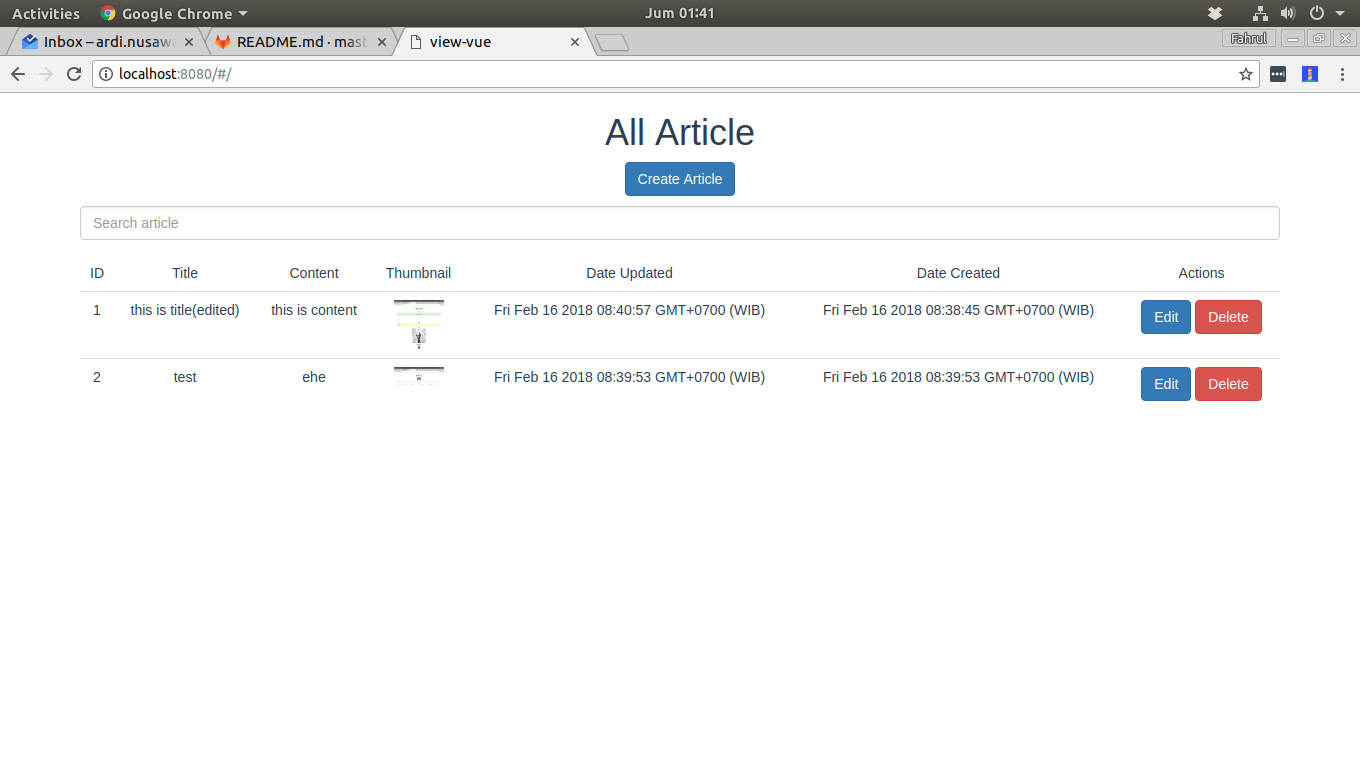 Activities Google Chrome Jum 01:41
Inbox – ardi.nusaw README.md · mast view-vue Fahrul
localhost:8080/#/
All Article
Create Article
Search article
ID Title Content Thumbnail Date Updated Date Created Actions
1 this is title(edited) this is content Fri Feb 16 2018 08:40:57 GMT+0700 (WIB) Fri Feb 16 2018 08:38:45 GMT+0700 (WIB) Edit Delete
2 test ehe Fri Feb 16 2018 08:39:53 GMT+0700 (WIB) Fri Feb 16 2018 08:39:53 GMT+0700 (WIB) Edit Delete